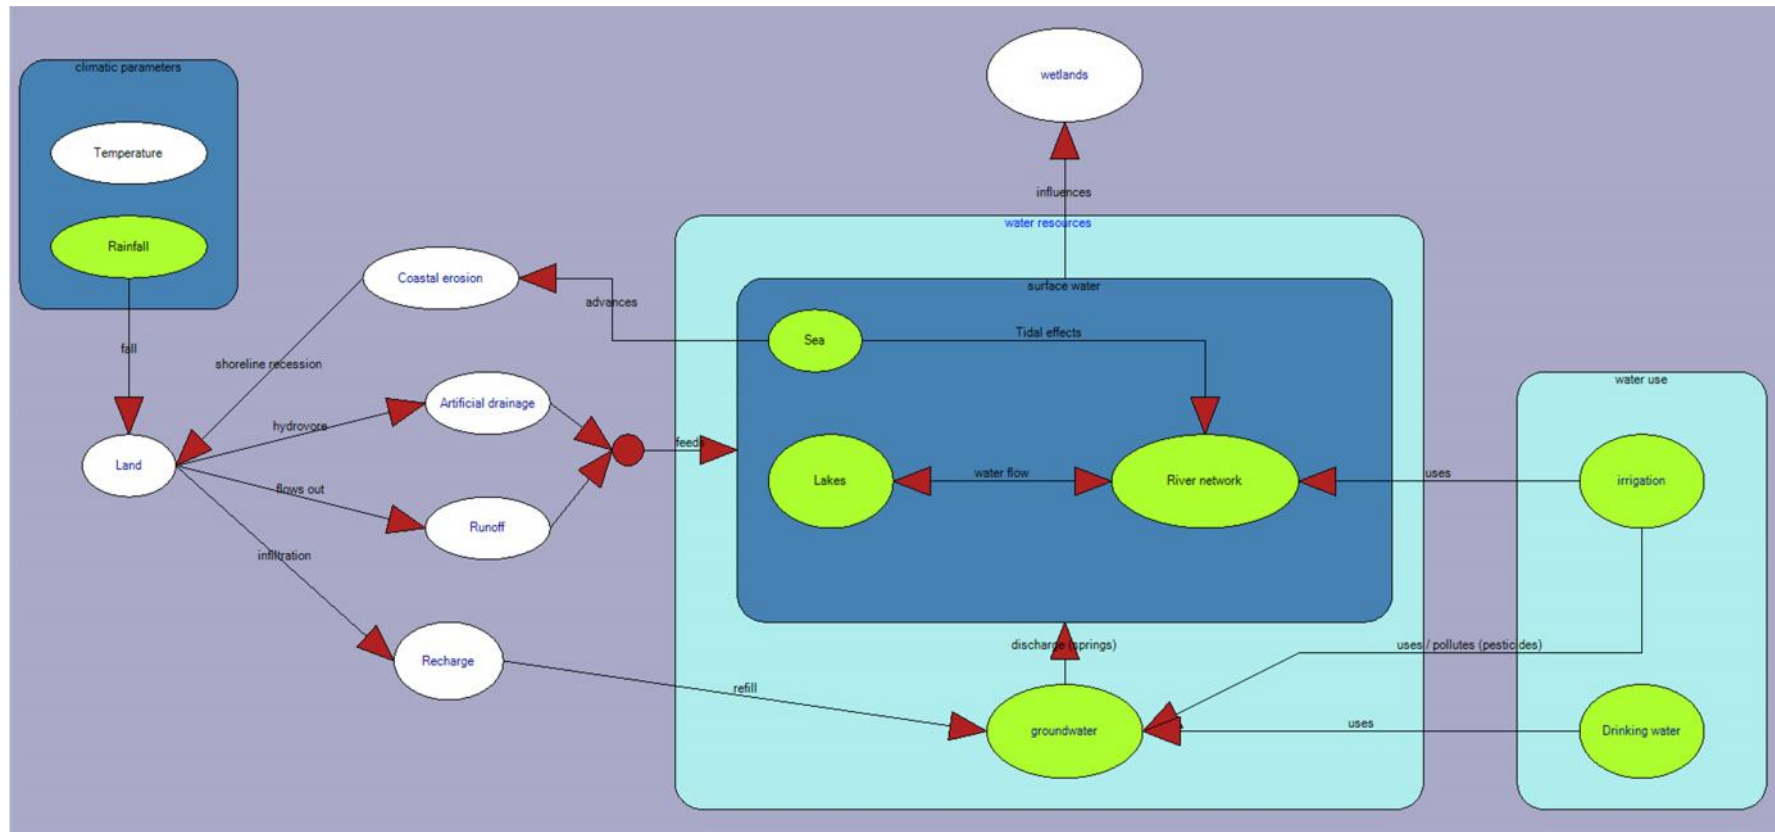 climatic parameters
Temperature
Rainfall
fall
Land
shoreline recession
hydrovore
flows out
infiltration
Coastal erosion
Artificial drainage
Runoff
Recharge
advances
feeds
refill
wetlands
influences
water resources
surface water
Sea
Tidal effects
Lakes
water flow
River network
discharge (springs)
groundwater
uses
uses / pollutes (pesticides)
uses
water use
irrigation
Drinking water